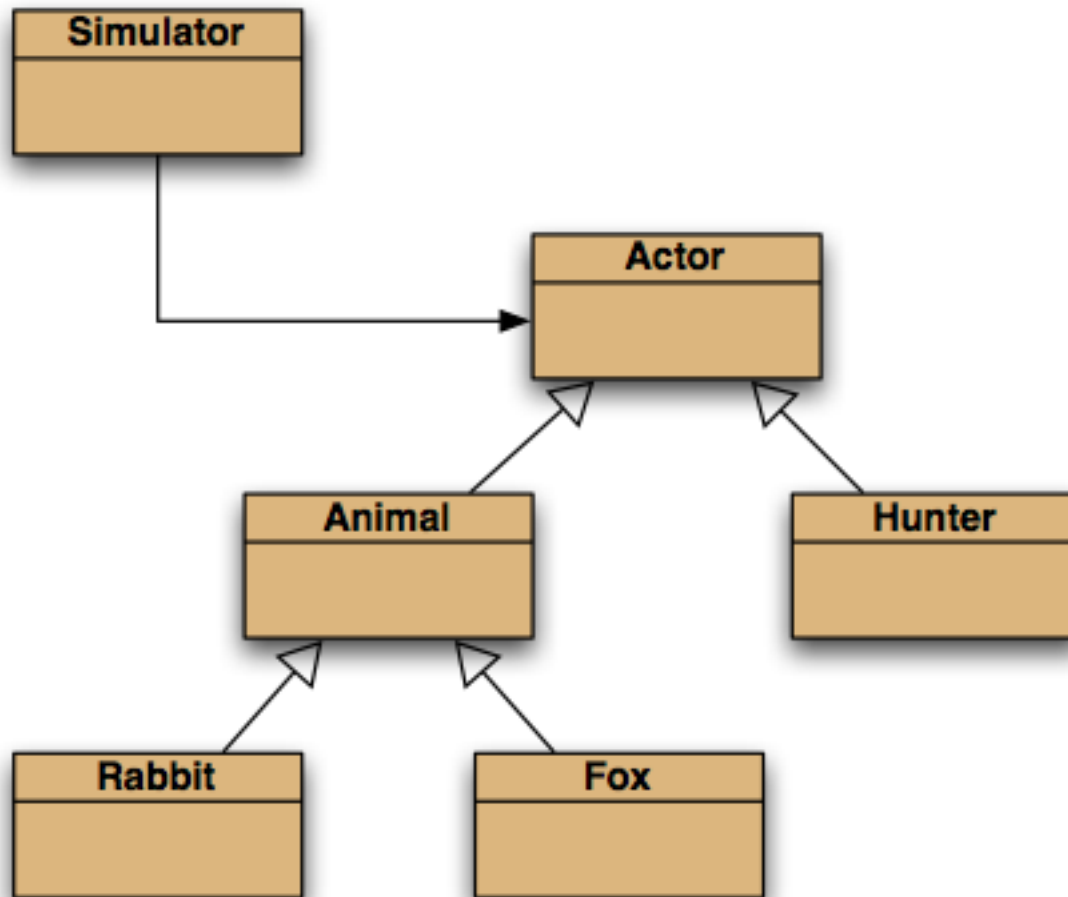 Simulator
Actor
Animal
Hunter
Rabbit
Fox